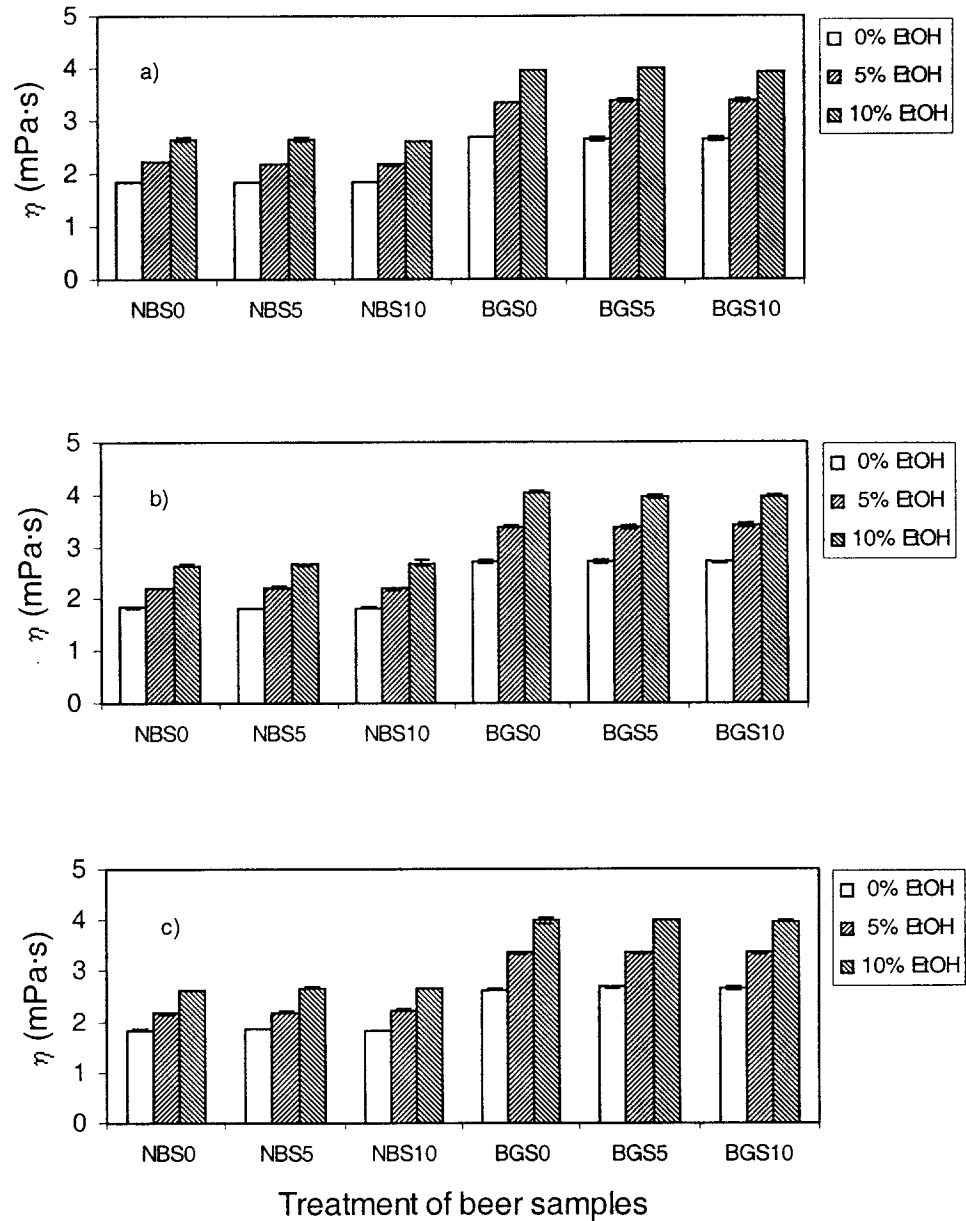 5
4
3
2
1
0
η (mPa·s)
a)
0% EtOH
5% EtOH
10% EtOH
NBS0 NBS5 NBS10 BGS0 BGS5 BGS10
5
4
3
2
1
0
η (mPa·s)
b)
0% EtOH
5% EtOH
10% EtOH
NBS0 NBS5 NBS10 BGS0 BGS5 BGS10
5
4
3
2
1
0
η (mPa·s)
c)
0% EtOH
5% EtOH
10% EtOH
NBS0 NBS5 NBS10 BGS0 BGS5 BGS10
Treatment of beer samples